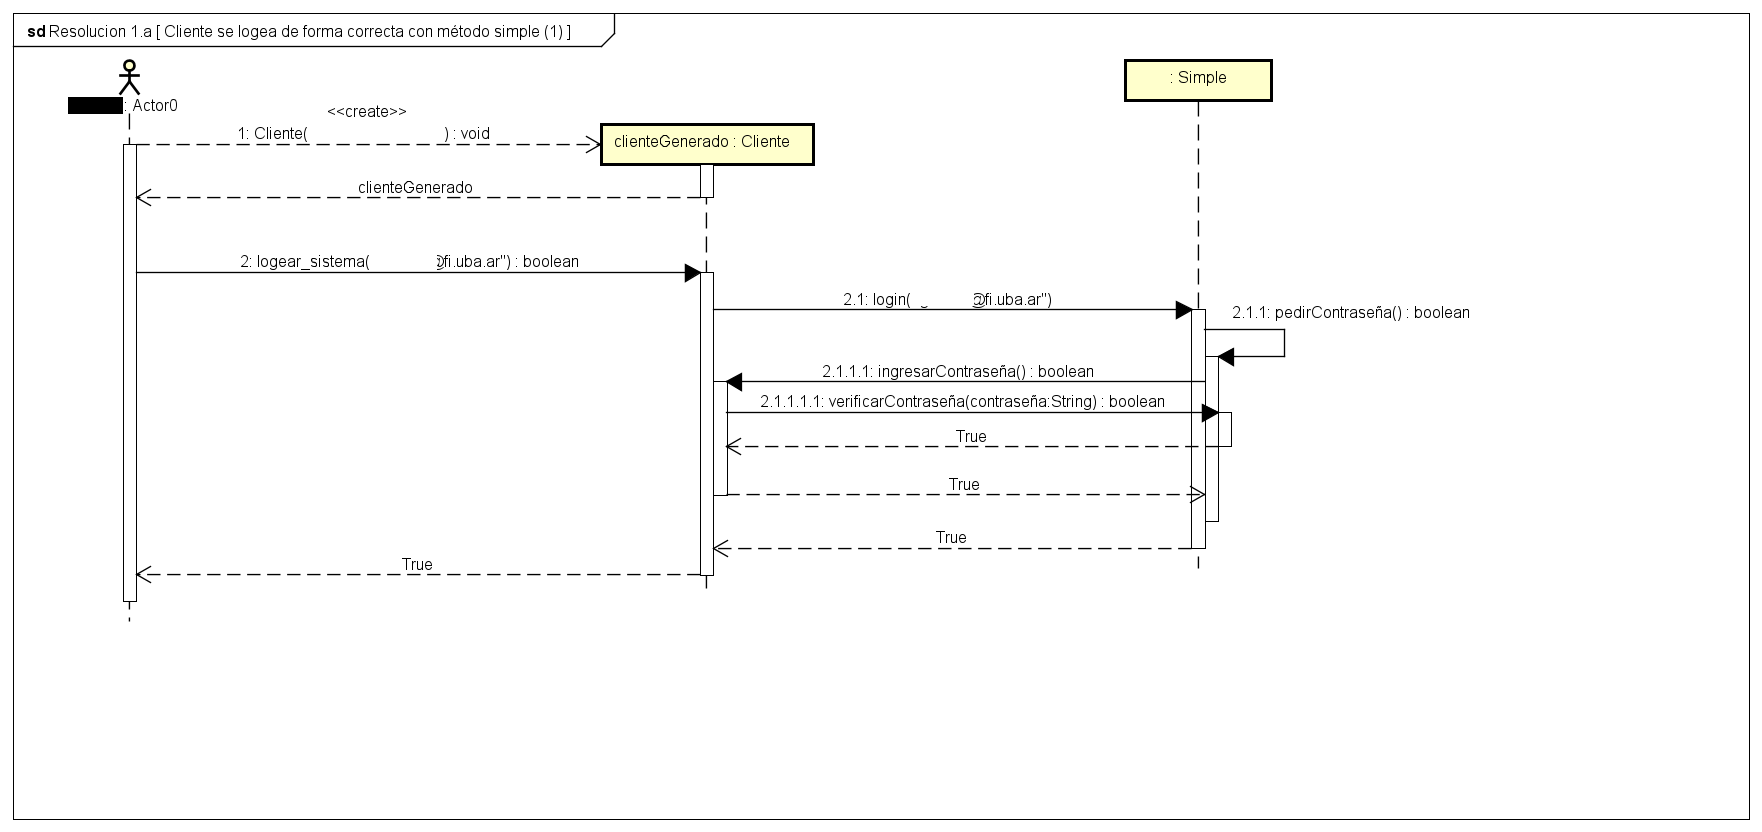 sd Resolucion 1.a [ Cliente se logea de forma correcta con método simple (1) ]
: Simple
: Actor0
<<create>>
1: Cliente( ) : void
clienteGenerado : Cliente
clienteGenerado
2: logear_sistema( @fi.uba.ar") : boolean
2.1: login( @fi.uba.ar")
2.1.1: pedirContraseña() : boolean
2.1.1.1: ingresarContraseña() : boolean
2.1.1.1.1: verificarContraseña(contraseña:String) : boolean
True
True
True
True